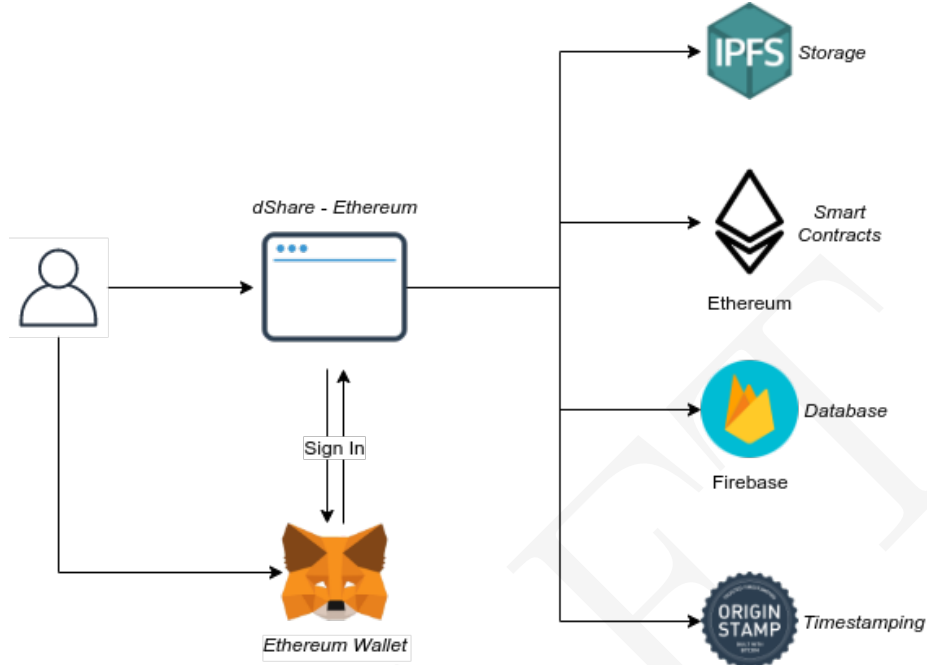 IPFS
Storage
dShare - Ethereum
Smart
Contracts
Ethereum
Sign In
Database
Firebase
ORIGIN
STAMP
Timestamping
Ethereum Wallet